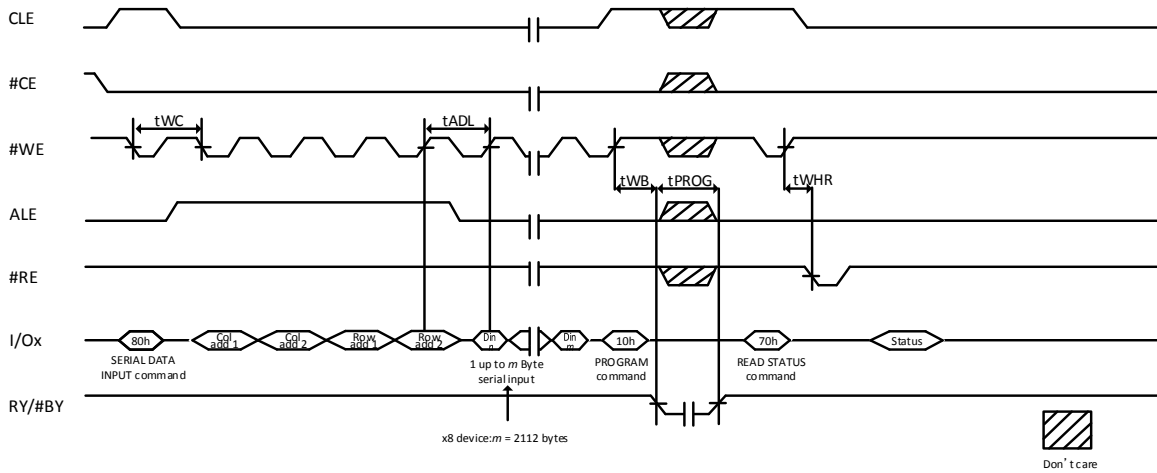 CLE
#CE
tWC
tADL
#WE
tWB
tPROG
tWHR
ALE
#RE
I/Ox
80h
Col
add 1
Col
add 2
Row
add 1
Row
add 2
Din
n
Din
m
10h
70h
Status
SERIAL DATA
INPUT command
1 up to m Byte
serial input
PROGRAM
command
READ STATUS
command
RY/#BY
x8 device:m = 2112 bytes
Don't care